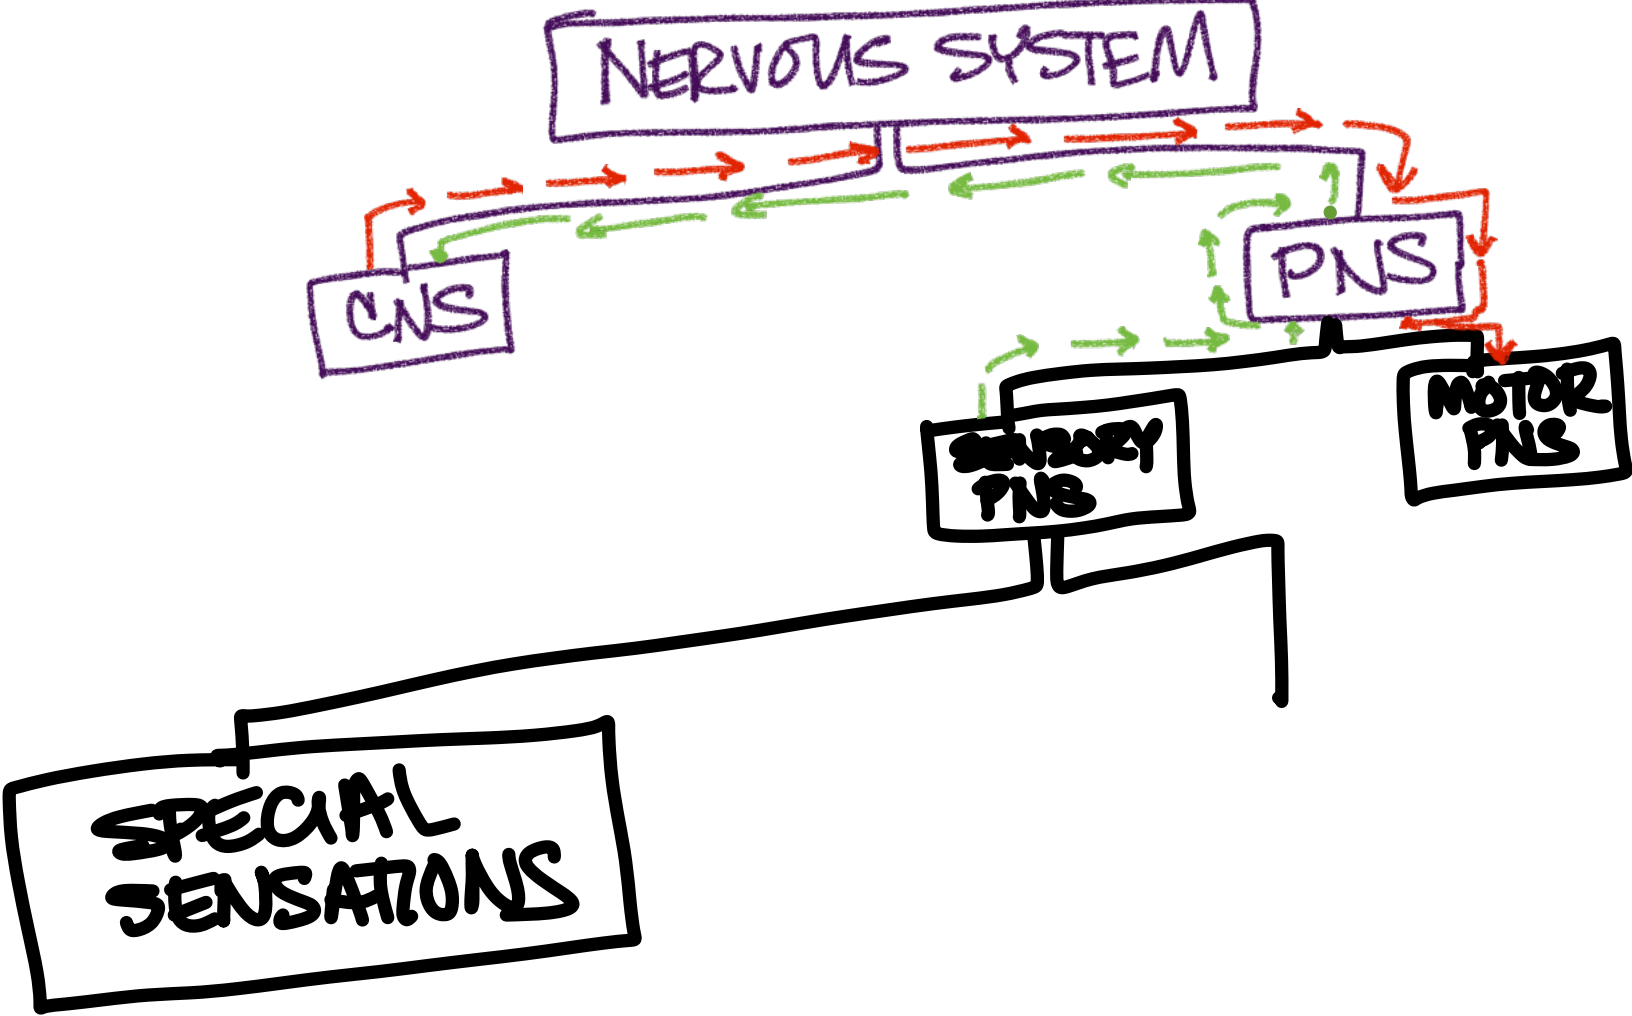 NERVOUS SYSTEM
CNS
PNS
SENSORY
PNS
MOTOR
PNS
SPECIAL
SENSATIONS